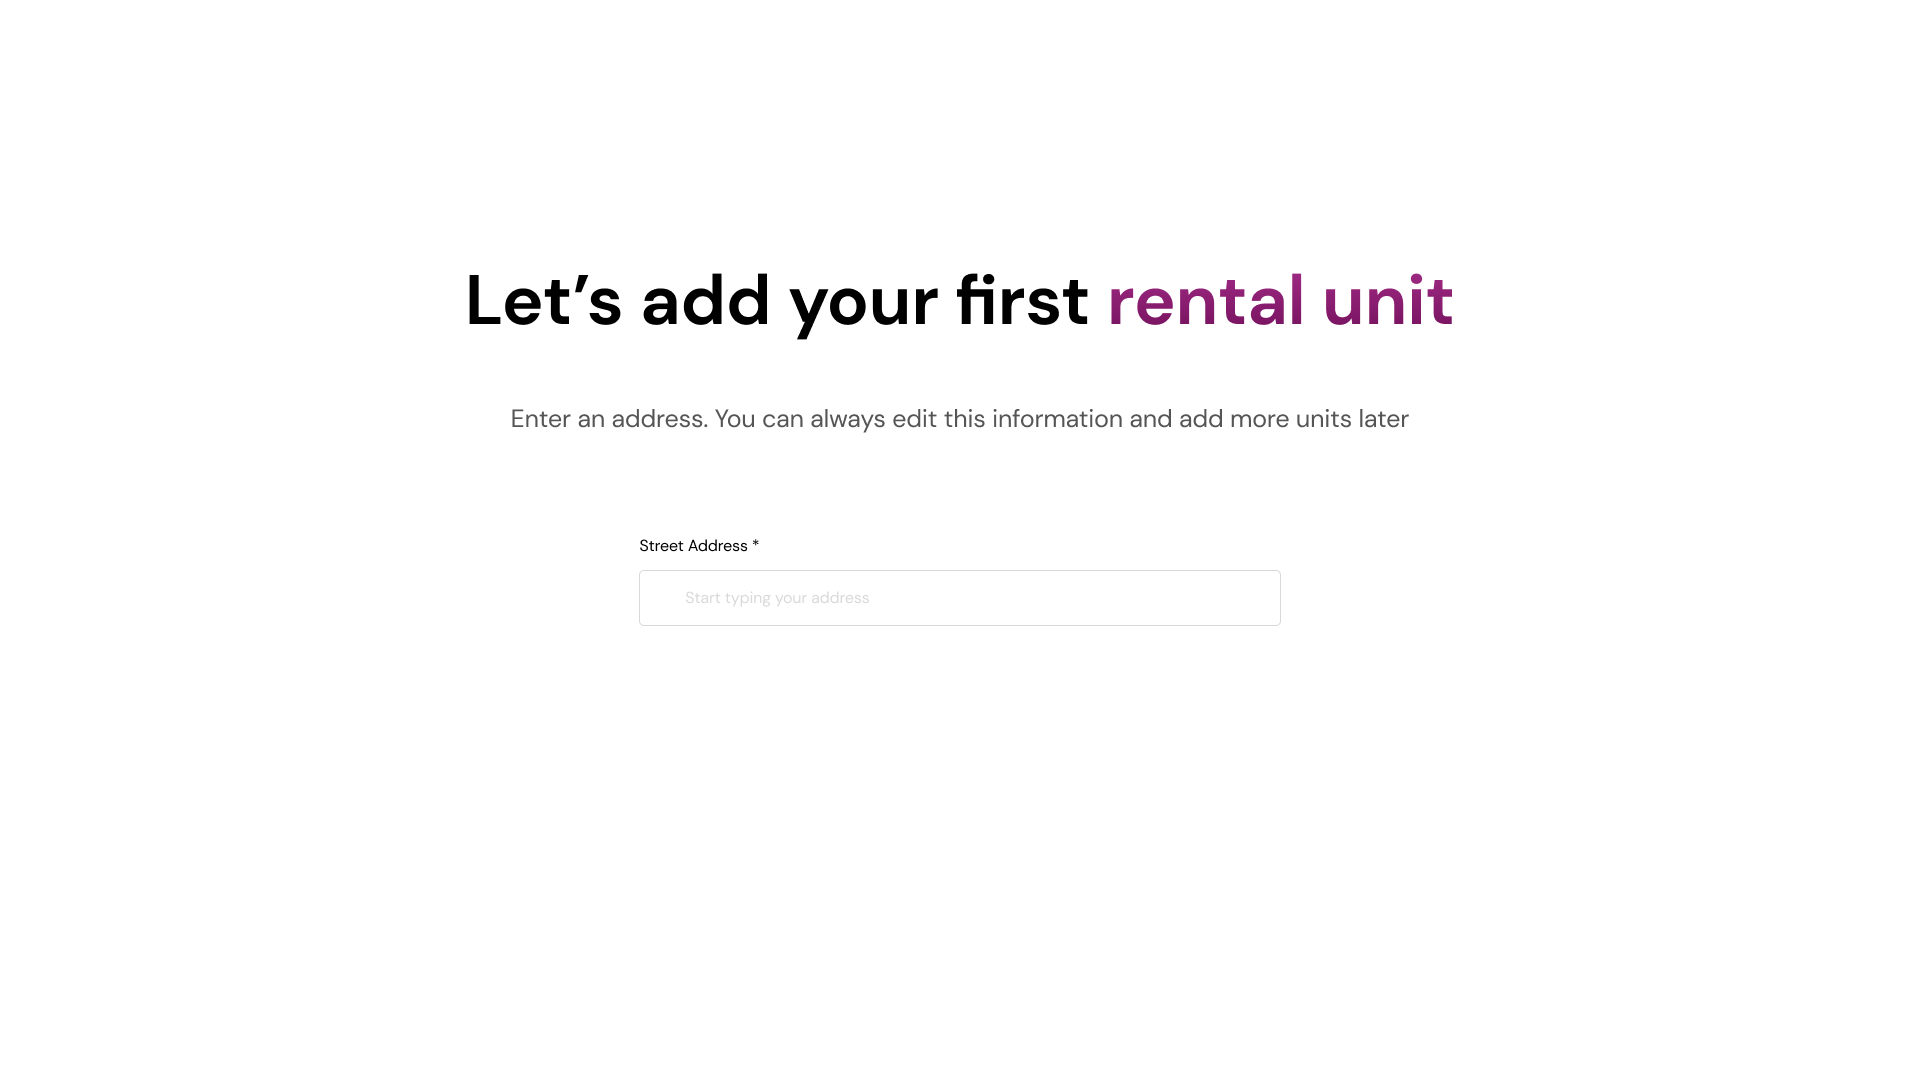 Let’s add your first rental unit
Enter an address. You can always edit this information and add more units later
Street Address *
Start typing your address